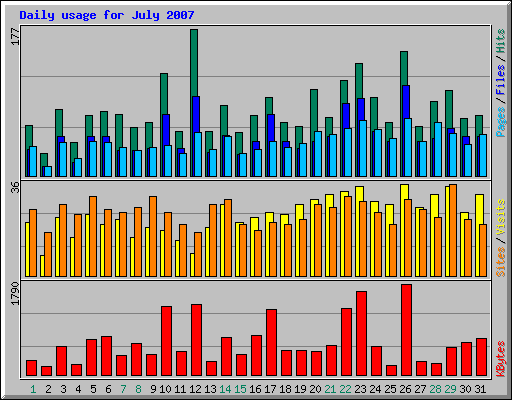 Daily usage for July 2007
177
Pages/Files/Hits
36
Sites/Visits
1790
KBytes
1 2 3 4 5 6 7 8 9 10 11 12 13 14 15 16 17 18 19 20 21 22 23 24 25 26 27 28 29 30 31